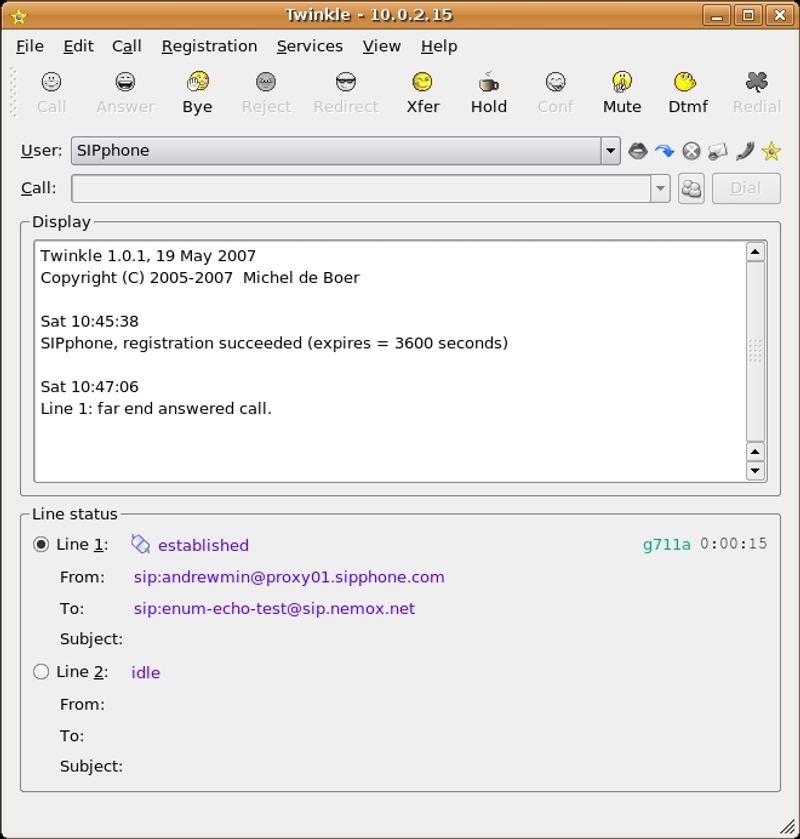 Twinkle - 10.0.2.15
File Edit Call Registration Services View Help
Call Answer Bye Reject Redirect Xfer Hold Conf Mute Dtmf Redial
User: SIPphone
Call: Dial
Display
Twinkle 1.0.1, 19 May 2007
Copyright (C) 2005-2007  Michel de Boer
Sat 10:45:38
SIPphone, registration succeeded (expires = 3600 seconds)
Sat 10:47:06
Line 1: far end answered call.
Line status
Line 1: established g711a 0:00:15
From: sip:andrewmin@proxy01.sipphone.com
To: sip:enum-echo-test@sip.nemox.net
Subject:
Line 2: idle
From:
To:
Subject: